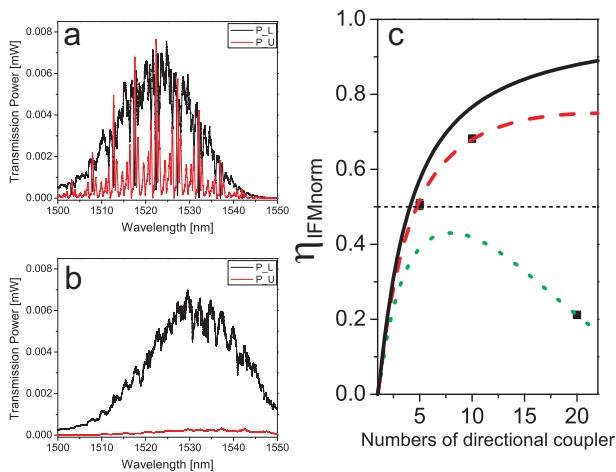 a
P_L
P_U
Transmission Power [mW]
0.008
0.006
0.004
0.002
0.000
1500 1510 1520 1530 1540 1550
Wavelength [nm]
b
P_L
P_U
Transmission Power [mW]
0.008
0.006
0.004
0.002
0.000
1500 1510 1520 1530 1540 1550
Wavelength [nm]
c
ηIFMnorm
1.0
0.8
0.6
0.4
0.2
0.0
5 10 15 20
Numbers of directional coupler